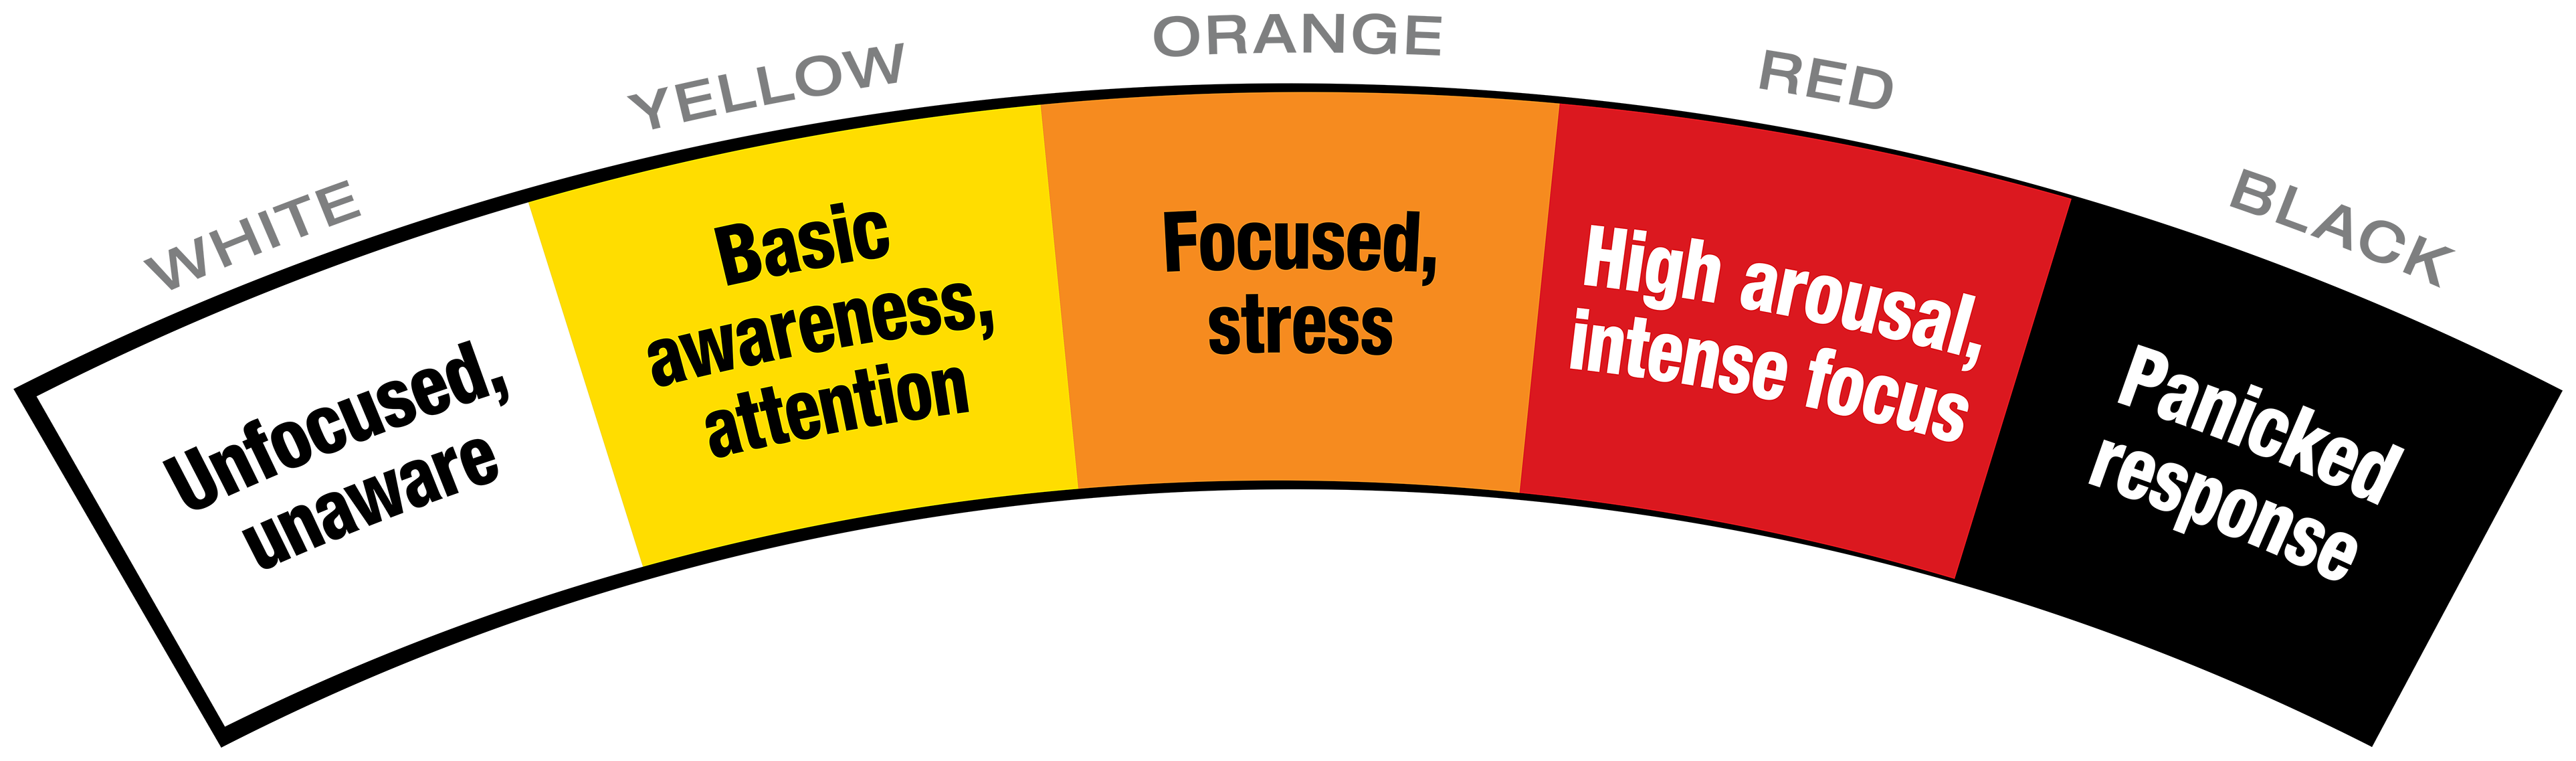 WHITE
Unfocused,
unaware
YELLOW
Basic
awareness,
attention
ORANGE
Focused,
stress
RED
High arousal,
intense focus
BLACK
Panicked
response